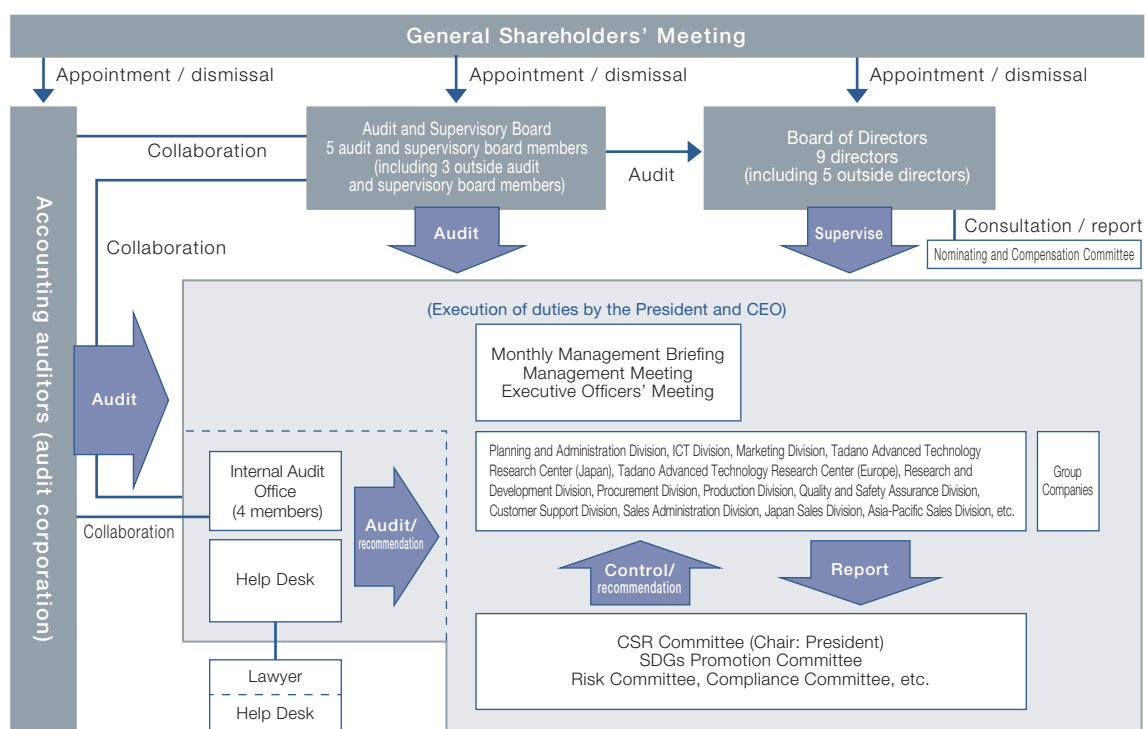 General Shareholders' Meeting
Appointment / dismissal
Appointment / dismissal
Appointment / dismissal
Accounting auditors (audit corporation)
Collaboration
Audit and Supervisory Board
5 audit and supervisory board members
(including 3 outside audit
and supervisory board members)
Audit
Board of Directors
9 directors
(including 5 outside directors)
Collaboration
Audit
Supervise
Consultation / report
Nominating and Compensation Committee
(Execution of duties by the President and CEO)
Monthly Management Briefing
Management Meeting
Executive Officers' Meeting
Audit
Planning and Administration Division, ICT Division, Marketing Division, Tadano Advanced Technology
Research Center (Japan), Tadano Advanced Technology Research Center (Europe), Research and
Development Division, Procurement Division, Production Division, Quality and Safety Assurance Division,
Customer Support Division, Sales Administration Division, Japan Sales Division, Asia-Pacific Sales Division, etc.
Group
Companies
Internal Audit
Office
(4 members)
Collaboration
Audit/
recommendation
Help Desk
Control/
recommendation
Report
CSR Committee (Chair: President)
SDGs Promotion Committee
Risk Committee, Compliance Committee, etc.
Lawyer
Help Desk